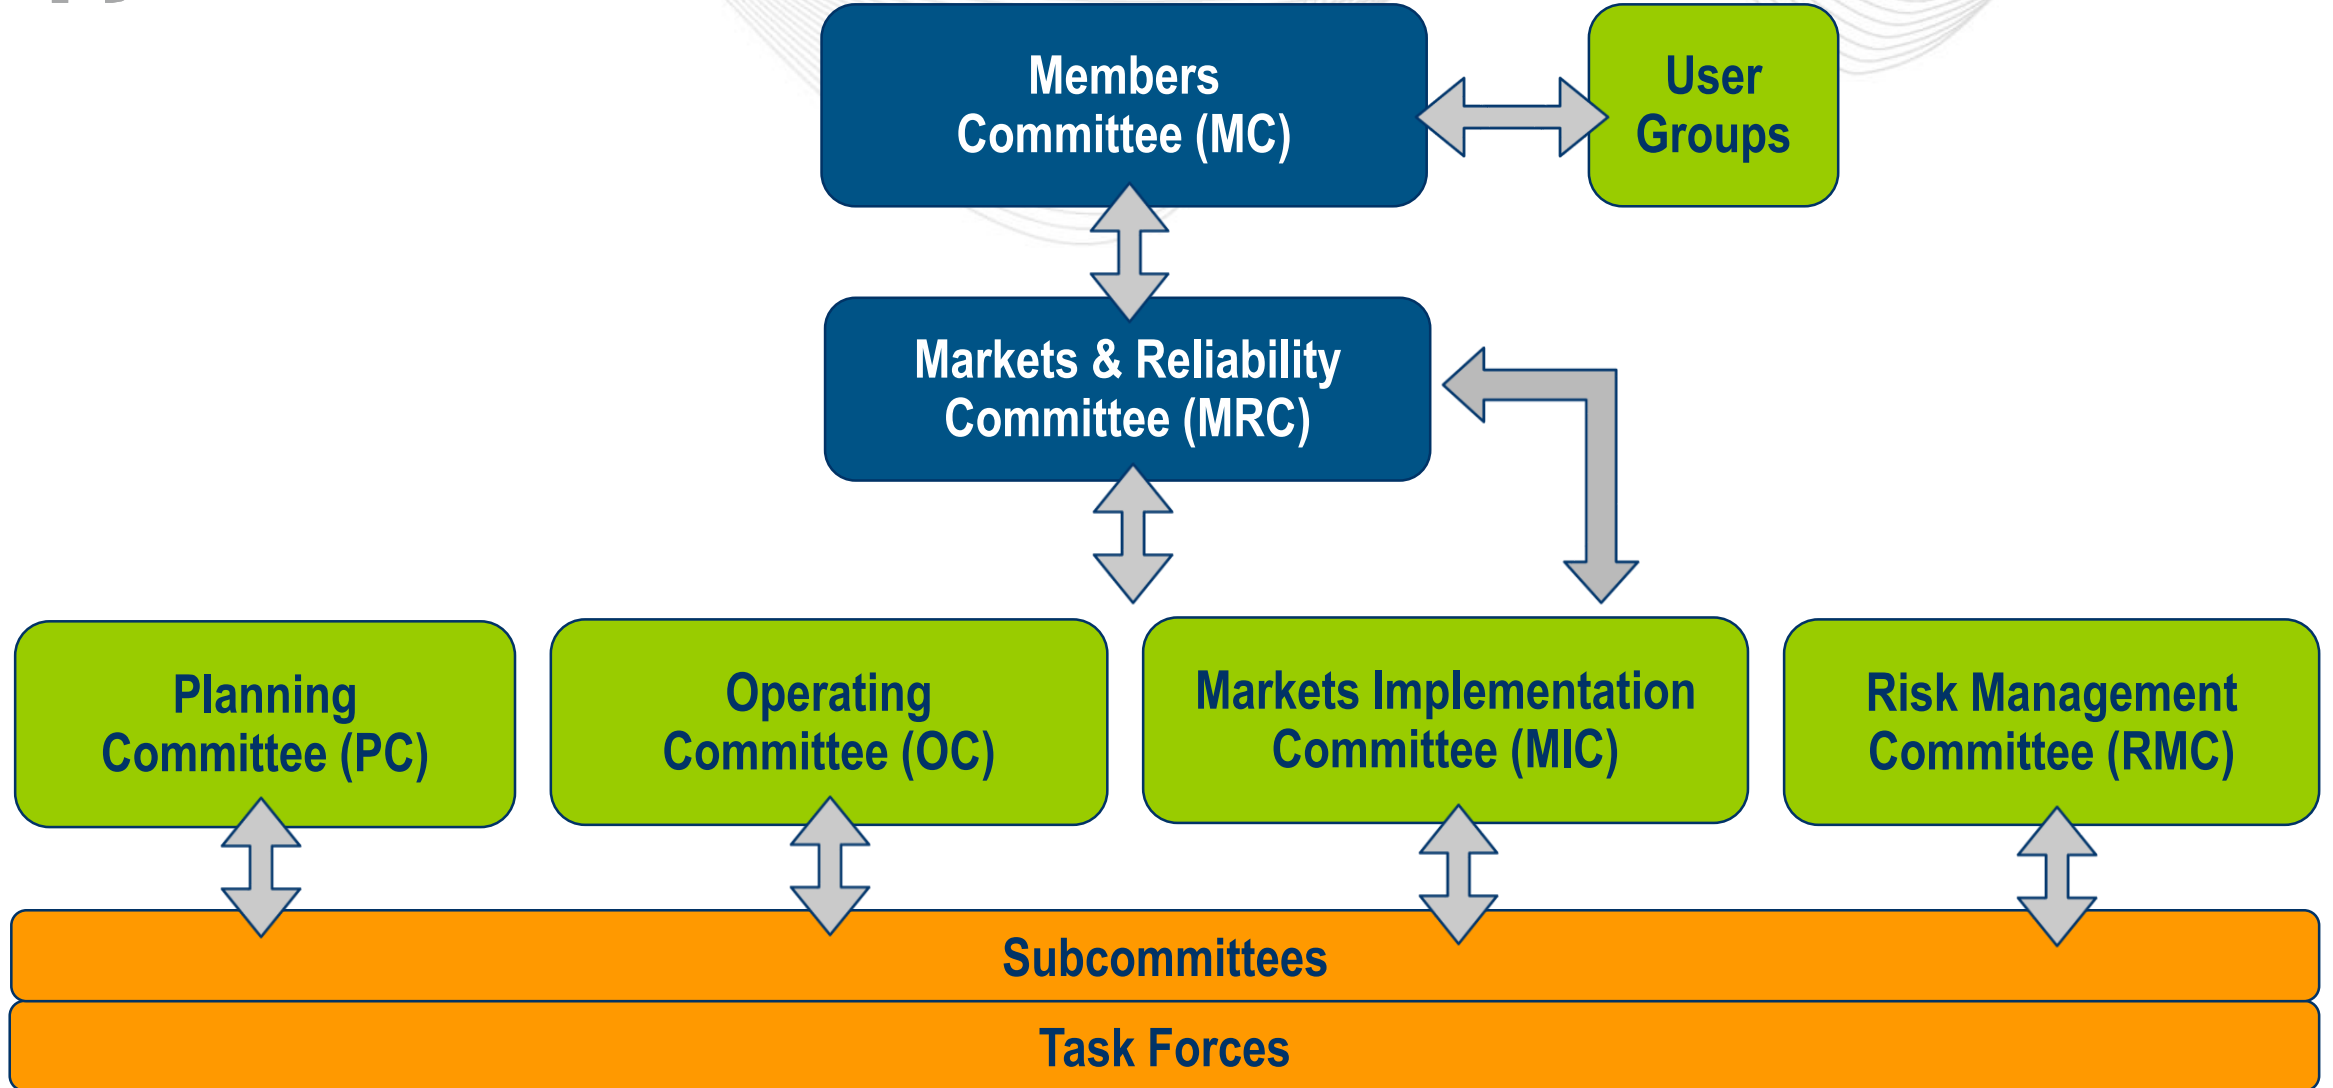 Members
Committee (MC)
User
Groups
Markets & Reliability
Committee (MRC)
Planning
Committee (PC)
Operating
Committee (OC)
Markets Implementation
Committee (MIC)
Risk Management
Committee (RMC)
Subcommittees
Task Forces